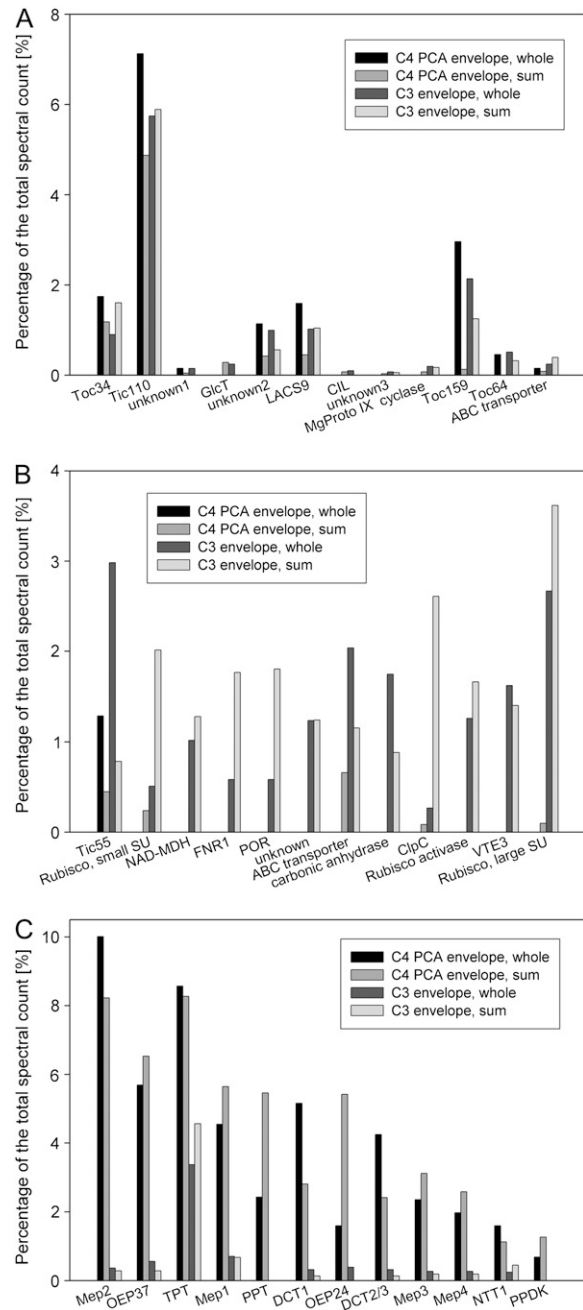 A
Percentage of the total spectral count [%]
8
6
4
2
0
C4 PCA envelope, whole
C4 PCA envelope, sum
C3 envelope, whole
C3 envelope, sum
Toc34
Tic110
unknown1
GlcT
unknown2
LACS9
CIL
unknown3
MgProto IX cyclase
Toc159
Toc64
ABC transporter
B
Percentage of the total spectral count [%]
4
3
2
1
0
C4 PCA envelope, whole
C4 PCA envelope, sum
C3 envelope, whole
C3 envelope, sum
Tic55
Rubisco, small SU
NAD-MDH
FNR1
POR
unknown
ABC transporter
carbonic anhydrase
ClpC
Rubisco activase
VTE3
Rubisco, large SU
C
Percentage of the total spectral count [%]
10
8
6
4
2
0
C4 PCA envelope, whole
C4 PCA envelope, sum
C3 envelope, whole
C3 envelope, sum
Mep2
OEP37
TPT
Mep1
PPT
DCT1
OEP24
DCT2/3
Mep3
Mep4
NTT1
PPDK